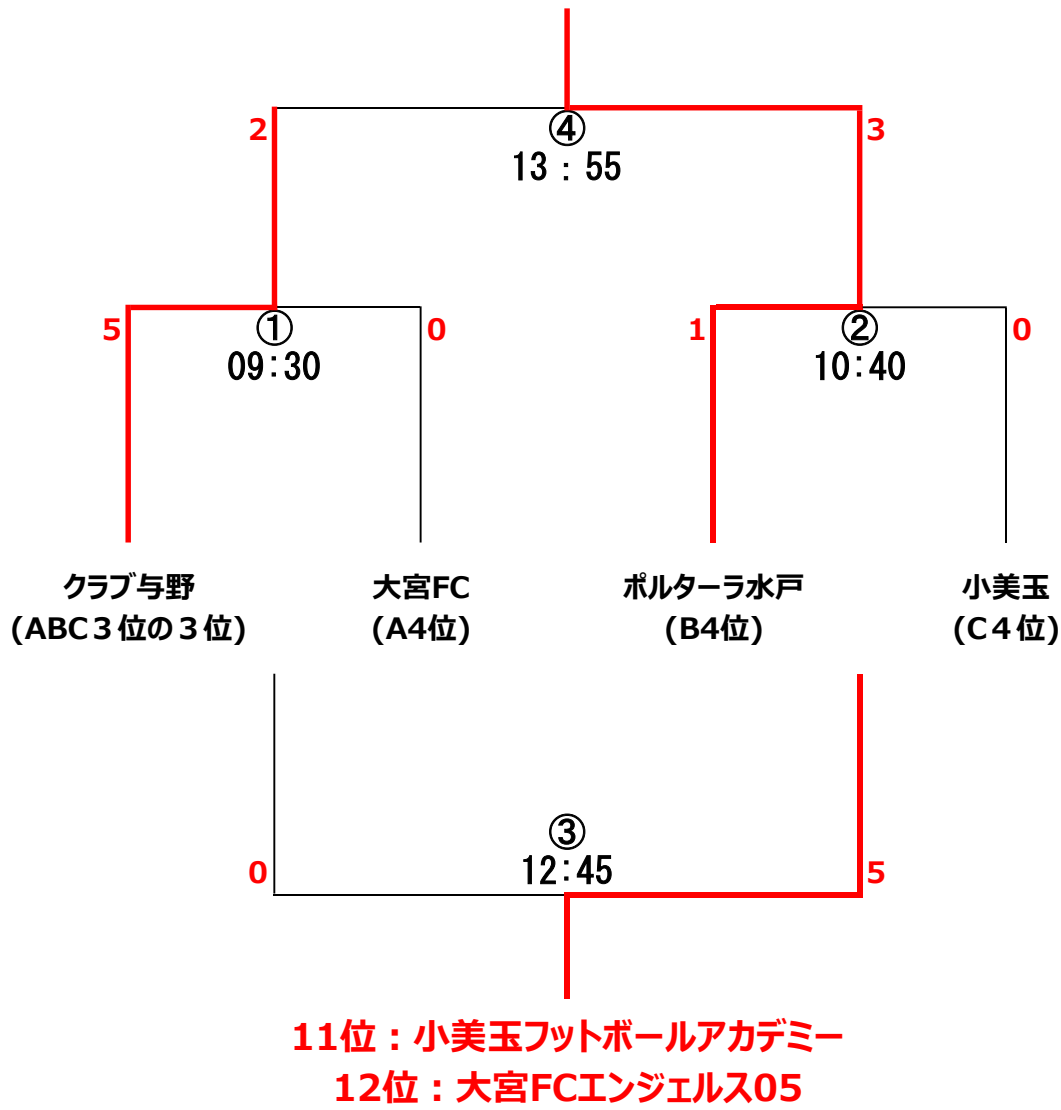 2
④
3
13：55
5
①
0
1
②
0
09:30
10:40
クラブ与野
大宮FC
ポルターラ水戸
小美玉
(ABC３位の３位)
(A4位)
(B4位)
(C４位)
③
0
12:45
5
11位：小美玉フットボールアカデミー
12位：大宮FCエンジェルス05